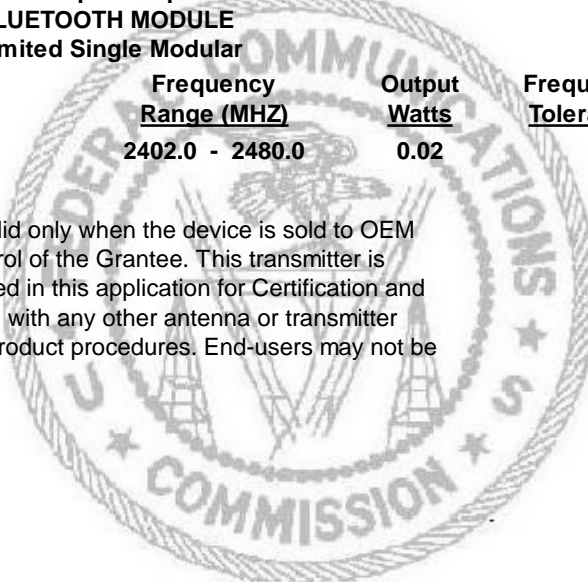 LUETOOTH MODULE
mited Single Modular
Frequency Output Frequ
Range (MHZ) Watts Toler
2402.0 - 2480.0 0.02
lid only when the device is sold to OEM
rol of the Grantee. This transmitter is
ed in this application for Certification and
with any other antenna or transmitter
roduct procedures. End-users may not be
FEDERAL COMMUNICATIONS
U S
COMMISSION